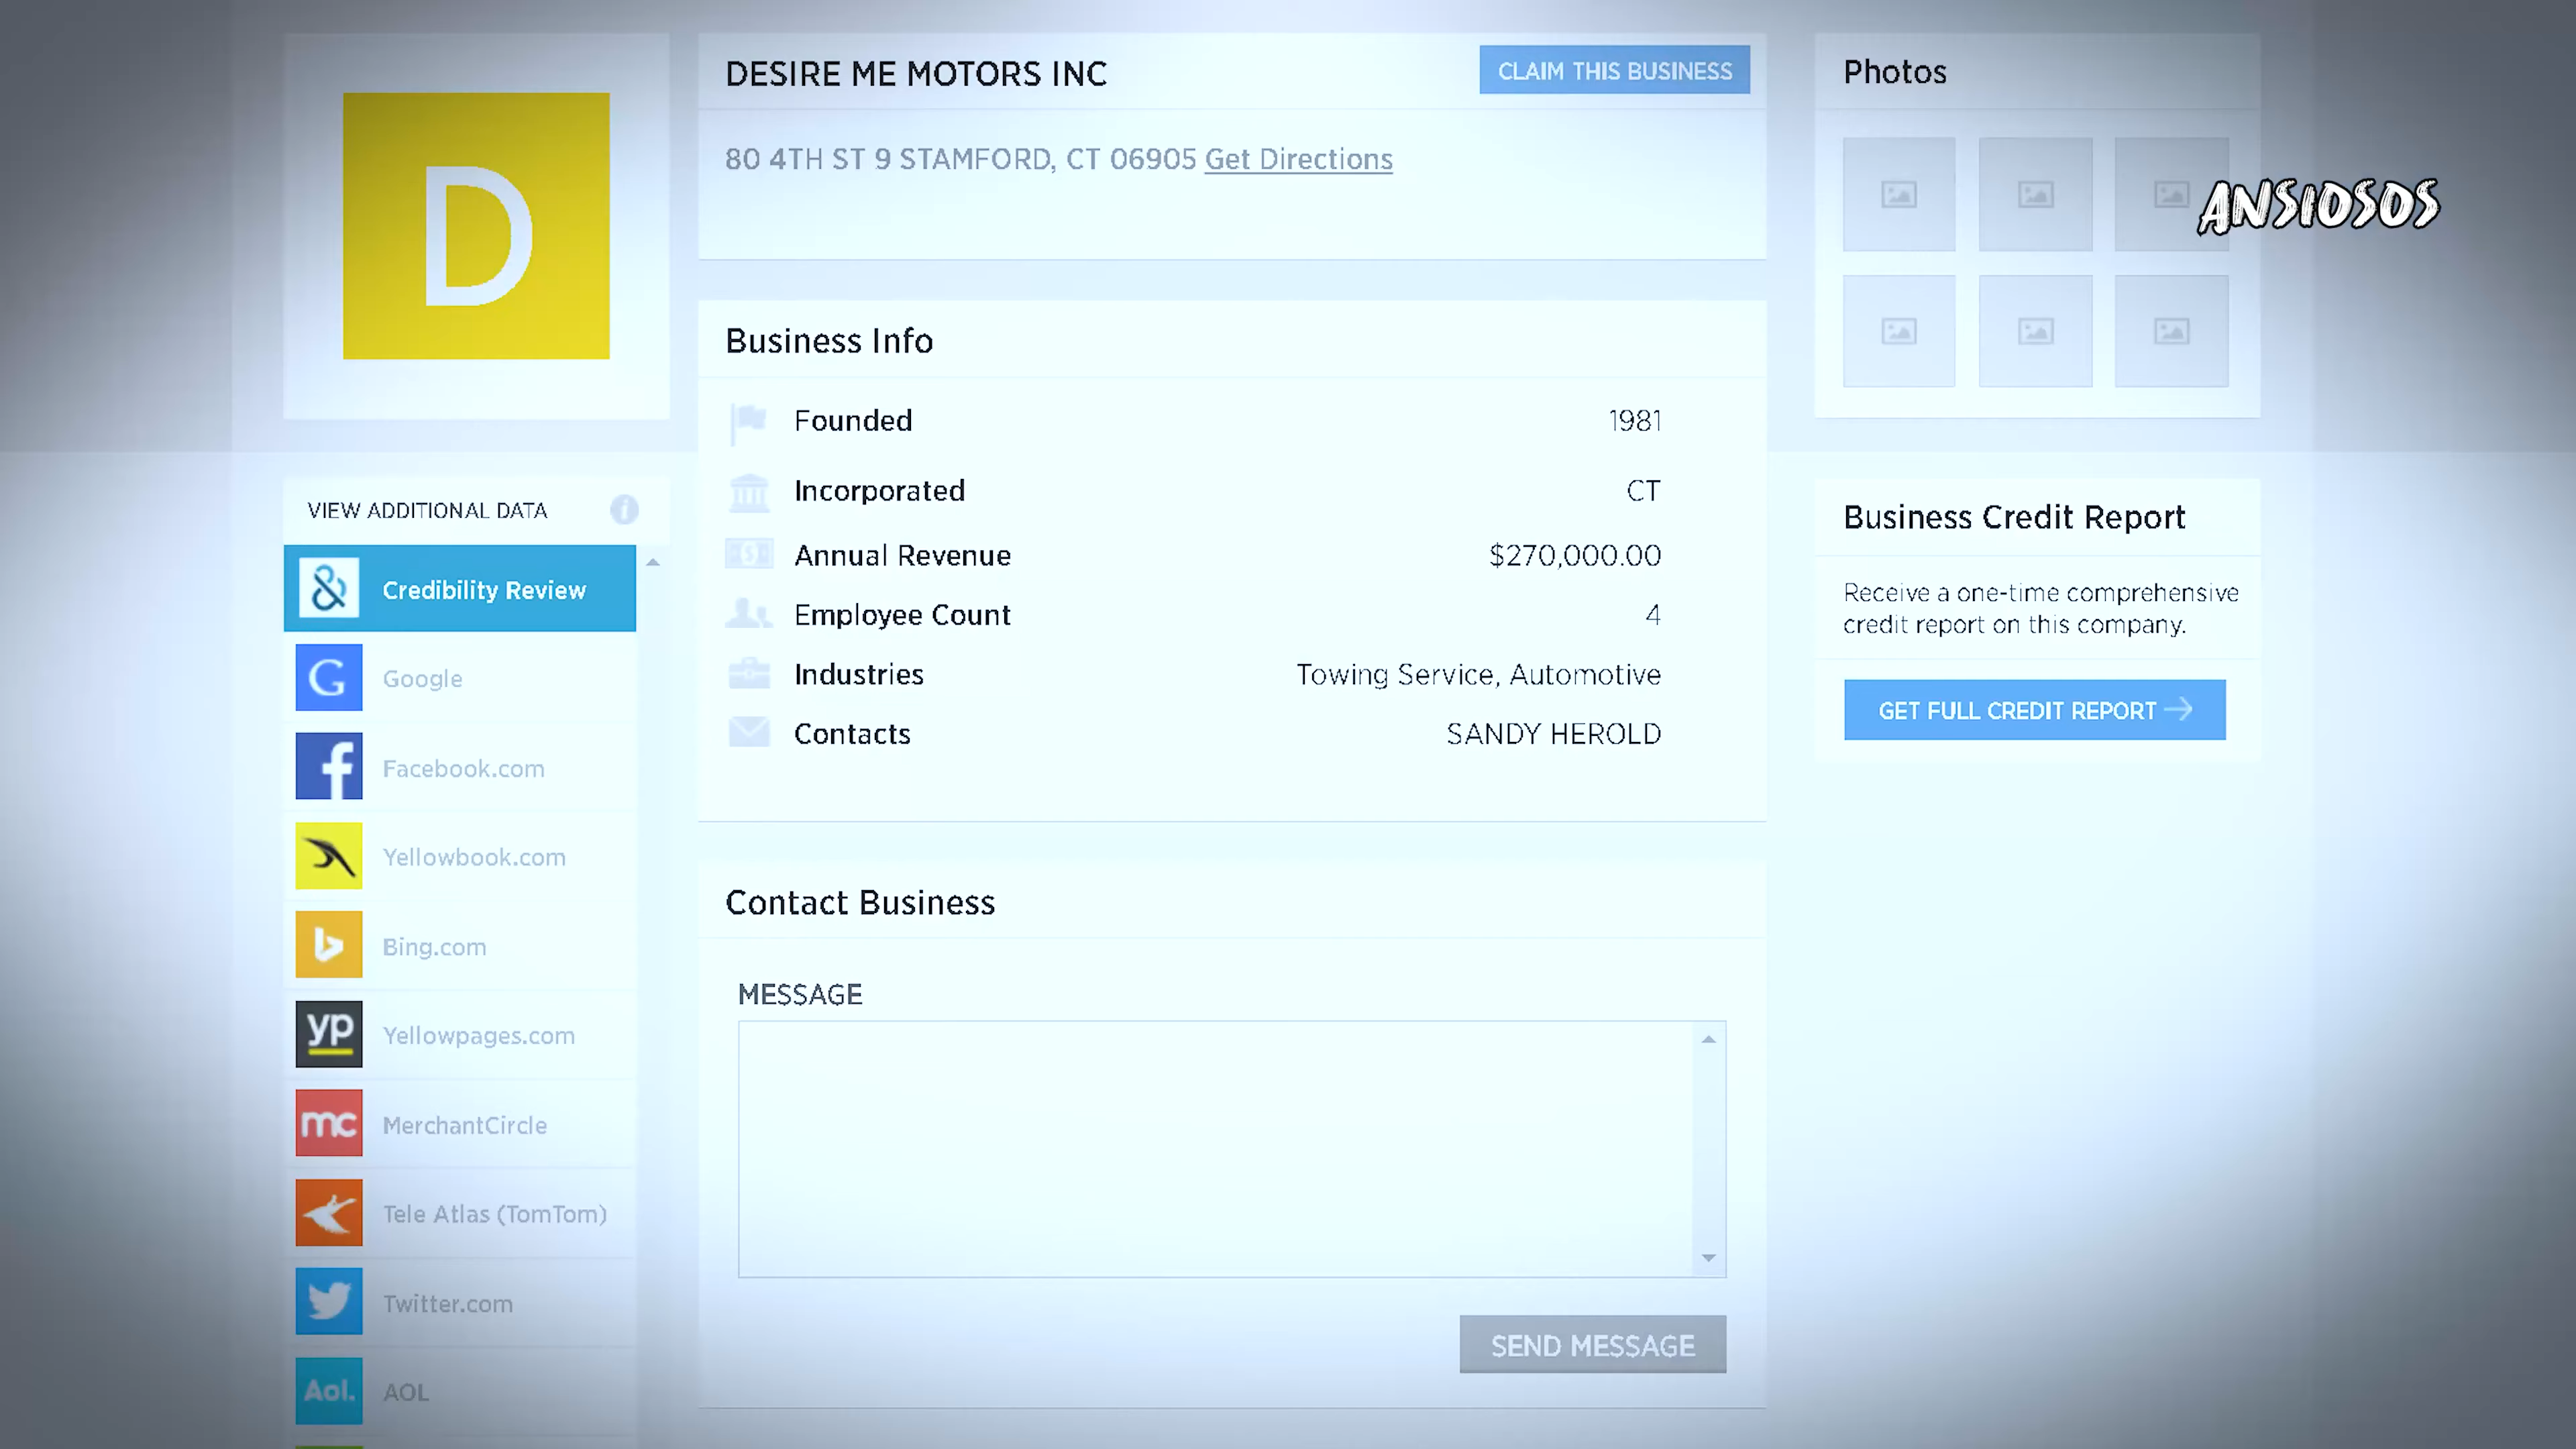 D
DESIRE ME MOTORS INC
CLAIM THIS BUSINESS
80 4TH ST 9 STAMFORD, CT 06905 Get Directions
Photos
ANSIOSOS
Business Info
Founded 1981
Incorporated CT
Annual Revenue $270,000.00
Employee Count 4
Industries Towing Service, Automotive
Contacts SANDY HEROLD
VIEW ADDITIONAL DATA i
& Credibility Review
G Google
f Facebook.com
Yellowbook.com
b Bing.com
yp Yellowpages.com
mc MerchantCircle
Tele Atlas (TomTom)
Twitter.com
Aol. AOL
Business Credit Report
Receive a one-time comprehensive
credit report on this company.
GET FULL CREDIT REPORT
Contact Business
MESSAGE
SEND MESSAGE